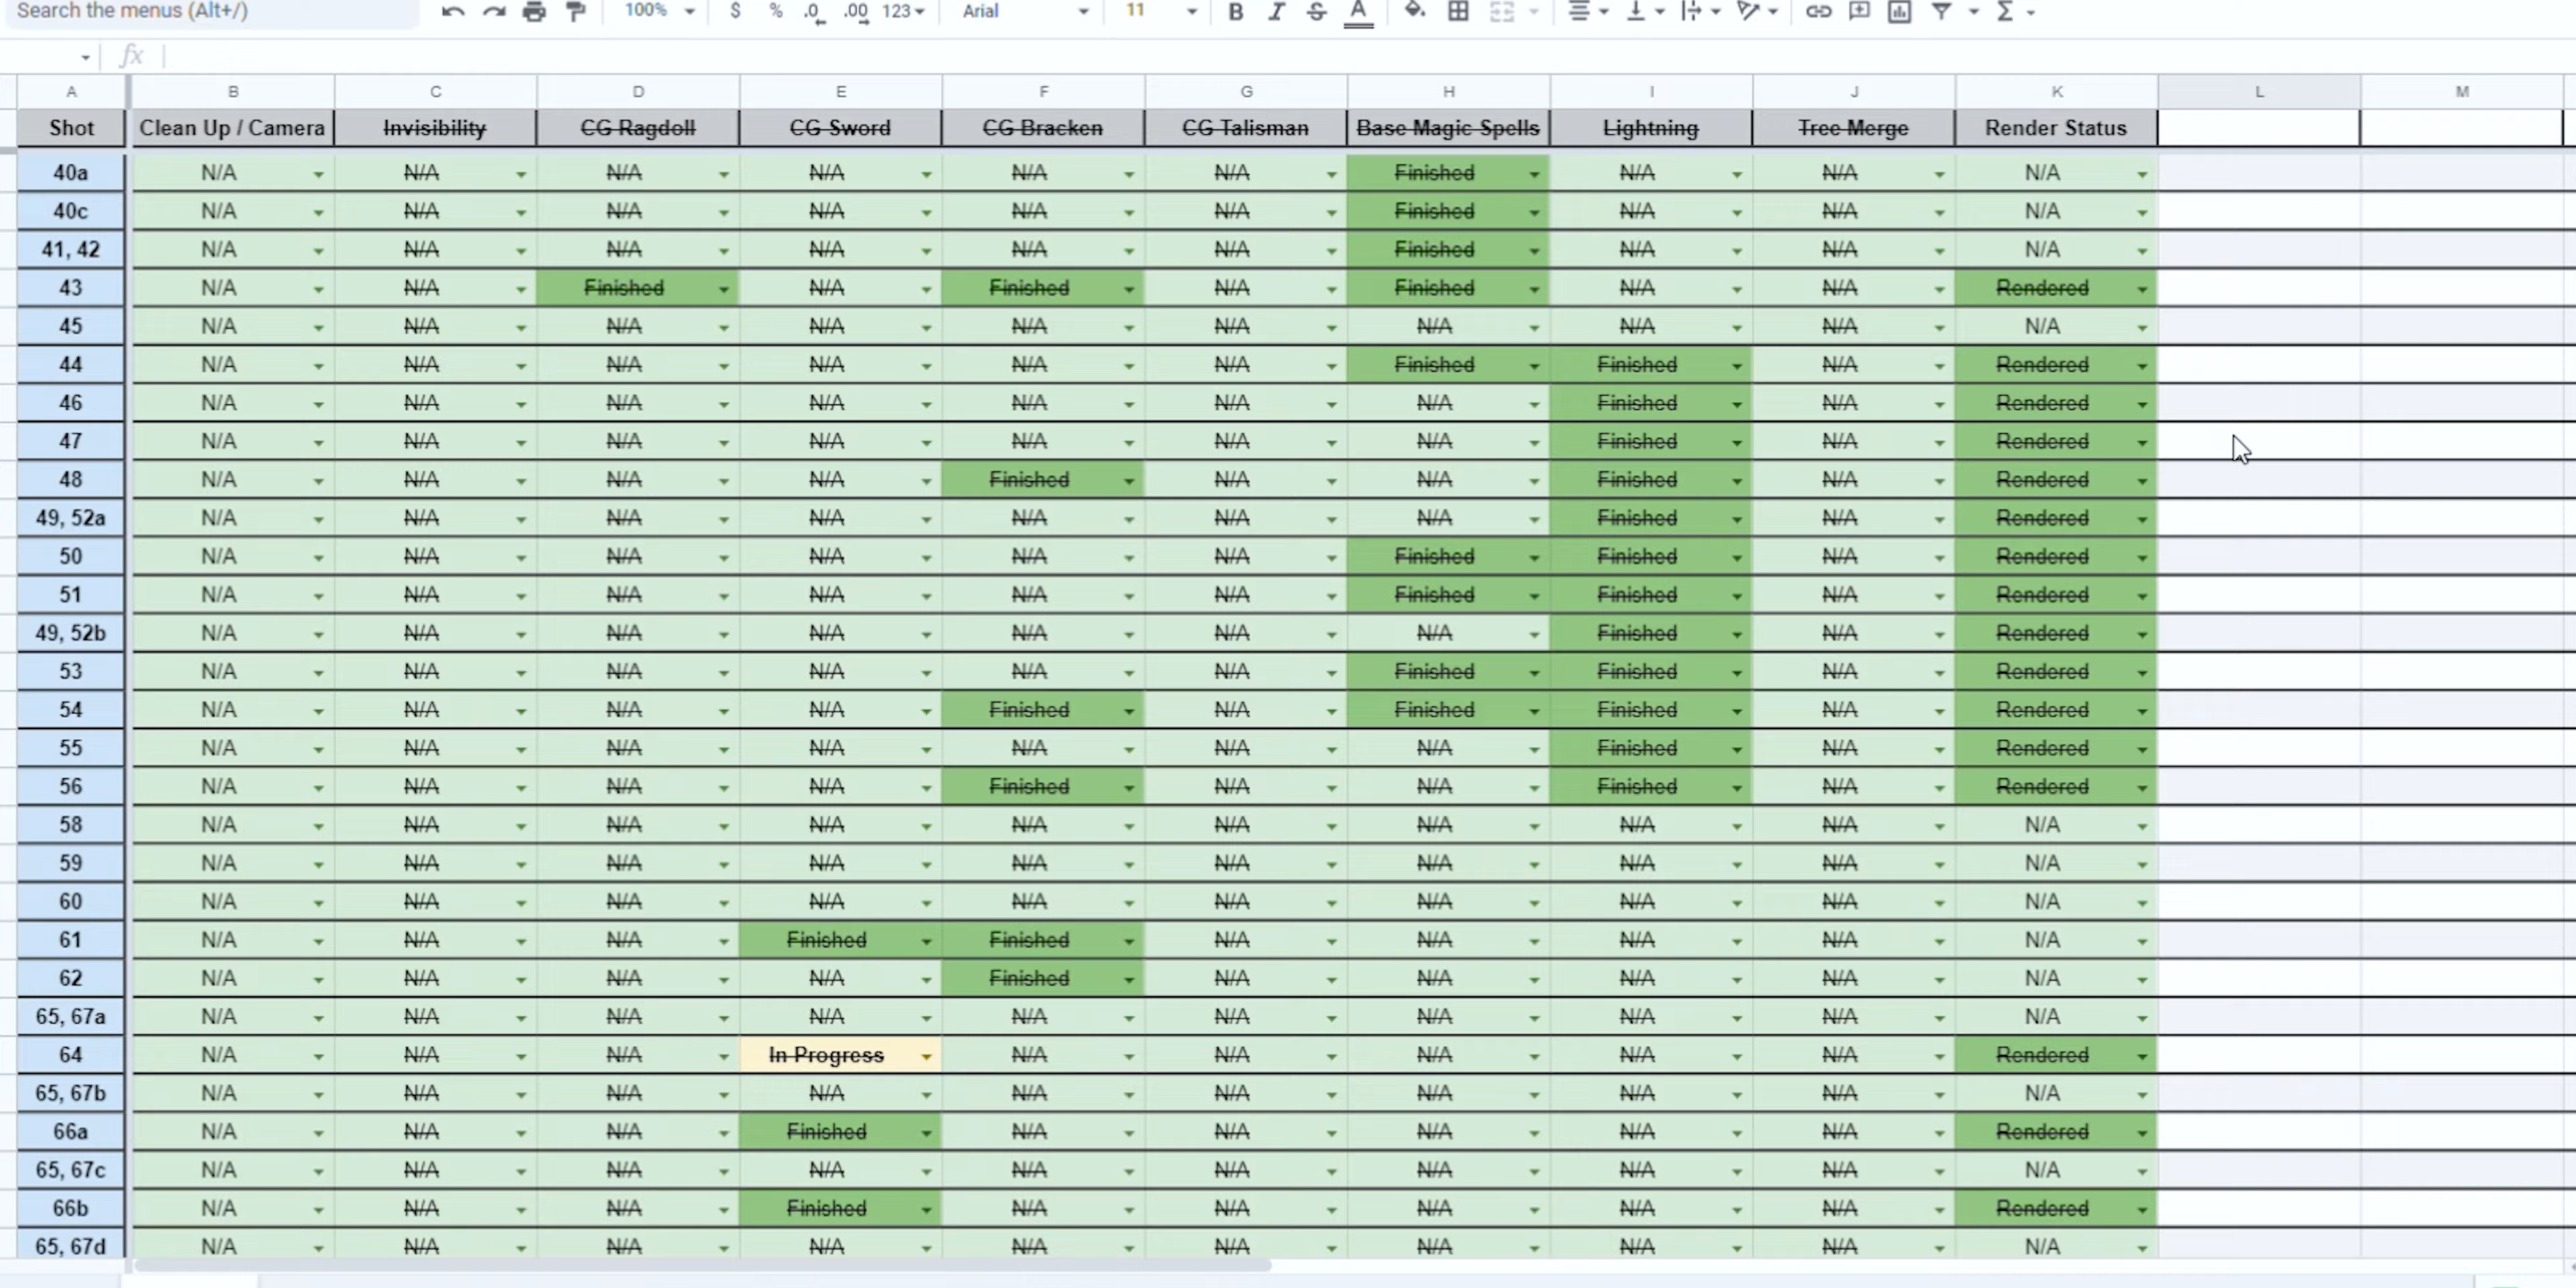 Search the menus (Alt+/) 100% $ % .0 .00 123 Arial 11 B I S A Σ
fx
A B C D E F G H I J K L M
Shot Clean Up / Camera Invisibility CG Ragdoll CG Sword CG Bracken CG Talisman Base Magic Spells Lightning Tree Merge Render Status
40a N/A N/A N/A N/A N/A N/A Finished N/A N/A N/A
40c N/A N/A N/A N/A N/A N/A Finished N/A N/A N/A
41, 42 N/A N/A N/A N/A N/A N/A Finished N/A N/A N/A
43 N/A N/A Finished N/A Finished N/A Finished N/A N/A Rendered
45 N/A N/A N/A N/A N/A N/A N/A N/A N/A N/A
44 N/A N/A N/A N/A N/A N/A Finished Finished N/A Rendered
46 N/A N/A N/A N/A N/A N/A N/A Finished N/A Rendered
47 N/A N/A N/A N/A N/A N/A N/A Finished N/A Rendered
48 N/A N/A N/A N/A Finished N/A N/A Finished N/A Rendered
49, 52a N/A N/A N/A N/A N/A N/A N/A Finished N/A Rendered
50 N/A N/A N/A N/A N/A N/A Finished Finished N/A Rendered
51 N/A N/A N/A N/A N/A N/A Finished Finished N/A Rendered
49, 52b N/A N/A N/A N/A N/A N/A N/A Finished N/A Rendered
53 N/A N/A N/A N/A N/A N/A Finished Finished N/A Rendered
54 N/A N/A N/A N/A Finished N/A Finished Finished N/A Rendered
55 N/A N/A N/A N/A N/A N/A N/A Finished N/A Rendered
56 N/A N/A N/A N/A Finished N/A N/A Finished N/A Rendered
58 N/A N/A N/A N/A N/A N/A N/A N/A N/A N/A
59 N/A N/A N/A N/A N/A N/A N/A N/A N/A N/A
60 N/A N/A N/A N/A N/A N/A N/A N/A N/A N/A
61 N/A N/A N/A Finished Finished N/A N/A N/A N/A N/A
62 N/A N/A N/A N/A Finished N/A N/A N/A N/A N/A
65, 67a N/A N/A N/A N/A N/A N/A N/A N/A N/A N/A
64 N/A N/A N/A In Progress N/A N/A N/A N/A N/A Rendered
65, 67b N/A N/A N/A N/A N/A N/A N/A N/A N/A N/A
66a N/A N/A N/A Finished N/A N/A N/A N/A N/A Rendered
65, 67c N/A N/A N/A N/A N/A N/A N/A N/A N/A N/A
66b N/A N/A N/A Finished N/A N/A N/A N/A N/A Rendered
65, 67d N/A N/A N/A N/A N/A N/A N/A N/A N/A N/A